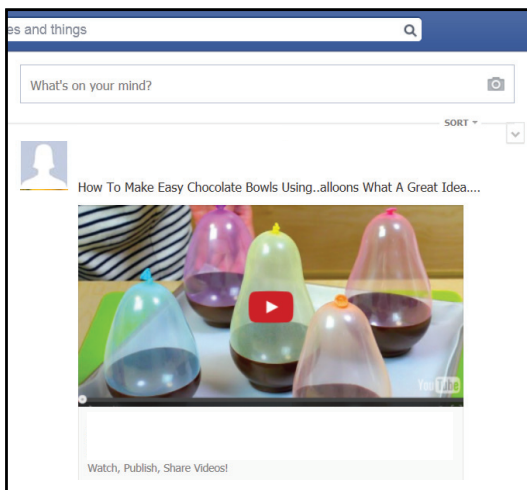 es and things
What's on your mind?
SORT
How To Make Easy Chocolate Bowls Using..alloons What A Great Idea....
YouTube
Watch, Publish, Share Videos!